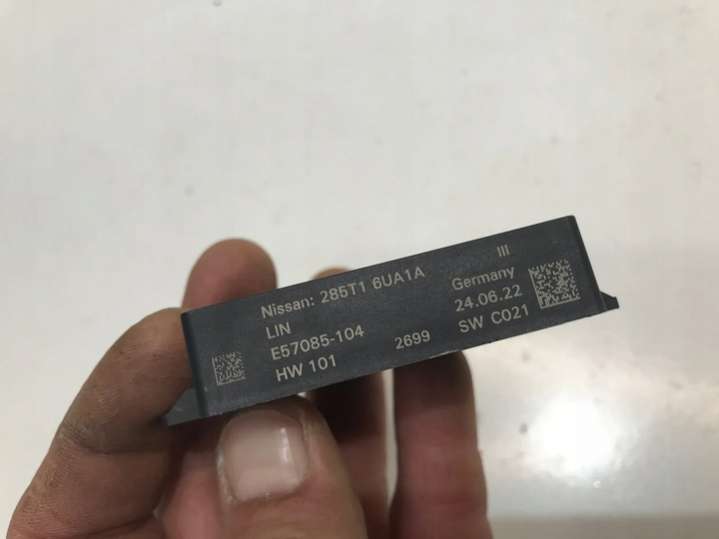 III
Nissan: 285T1 6UA1A
Germany
LIN
24.06.22
E57085-104
2699
SW C021
HW 101